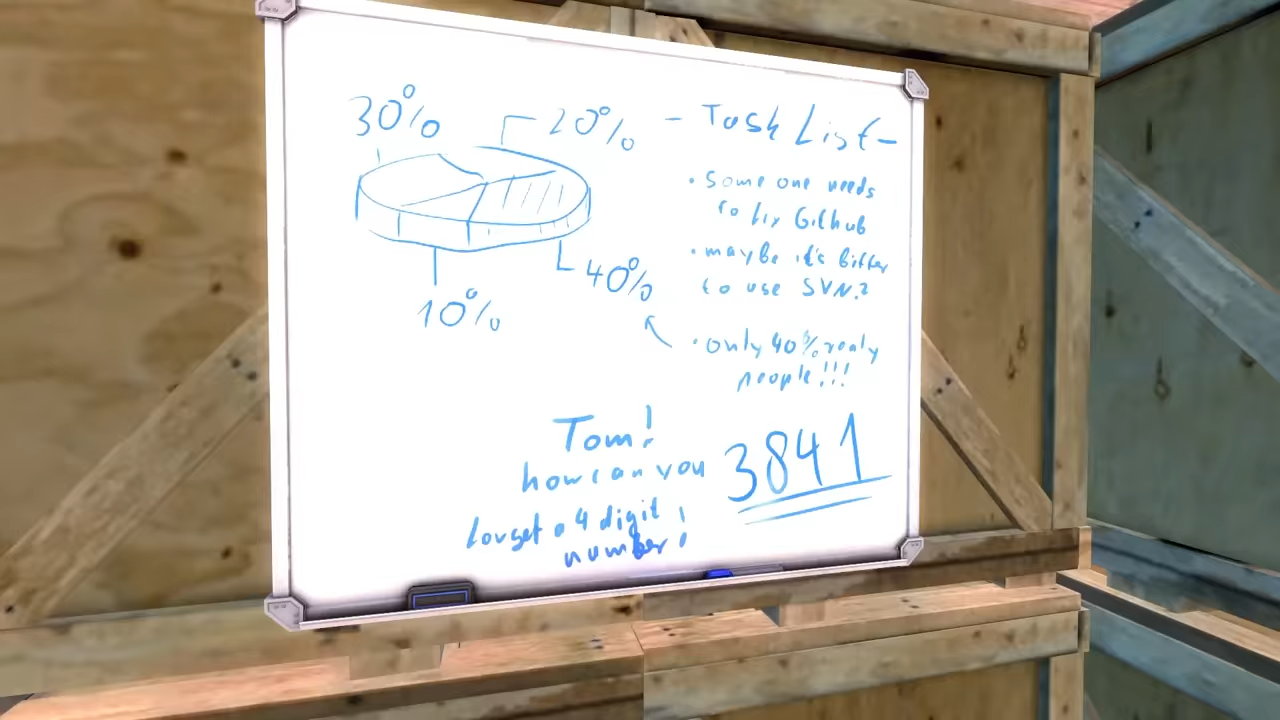 30%
20%
40%
10%
- Task List -
• some one needs
to fix Github
• maybe it's bitter
to use SVN?
• only 40% realy
people!!!
Tom!
how can you
forget a 4 digit
number!
3841